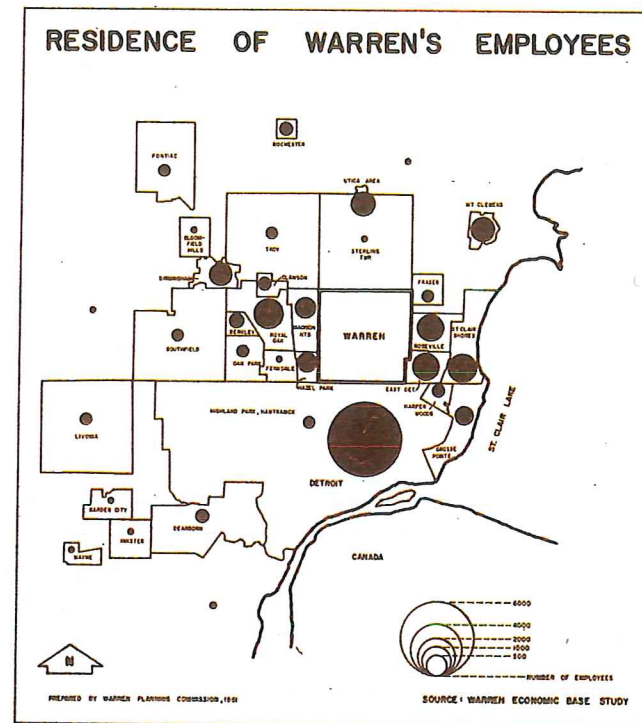 RESIDENCE OF WARREN'S EMPLOYEES
ROCHESTER
PONTIAC
UTICA AREA
MT CLEMENS
BLOOM-
FIELD
HILLS
TROY
STERLING
TWP.
BIRMINGHAM
CLAWSON
FRASER
BERKLEY
ROYAL
OAK
MADISON
HTS
WARREN
ROSEVILLE
ST CLAIR
SHORES
SOUTHFIELD
OAK PARK
FERNDALE
HAZEL PARK
EAST DET.
HARPER
WOODS
LIVONIA
HIGHLAND PARK, HAMTRAMCK
GROSSE
POINTE
ST. CLAIR LAKE
DETROIT
GARDEN CITY
DEARBORN
INKSTER
WAYNE
CANADA
6000
4000
2000
1000
500
NUMBER OF EMPLOYEES
N
PREPARED BY WARREN PLANNING COMMISSION, 1961
SOURCE: WARREN ECONOMIC BASE STUDY